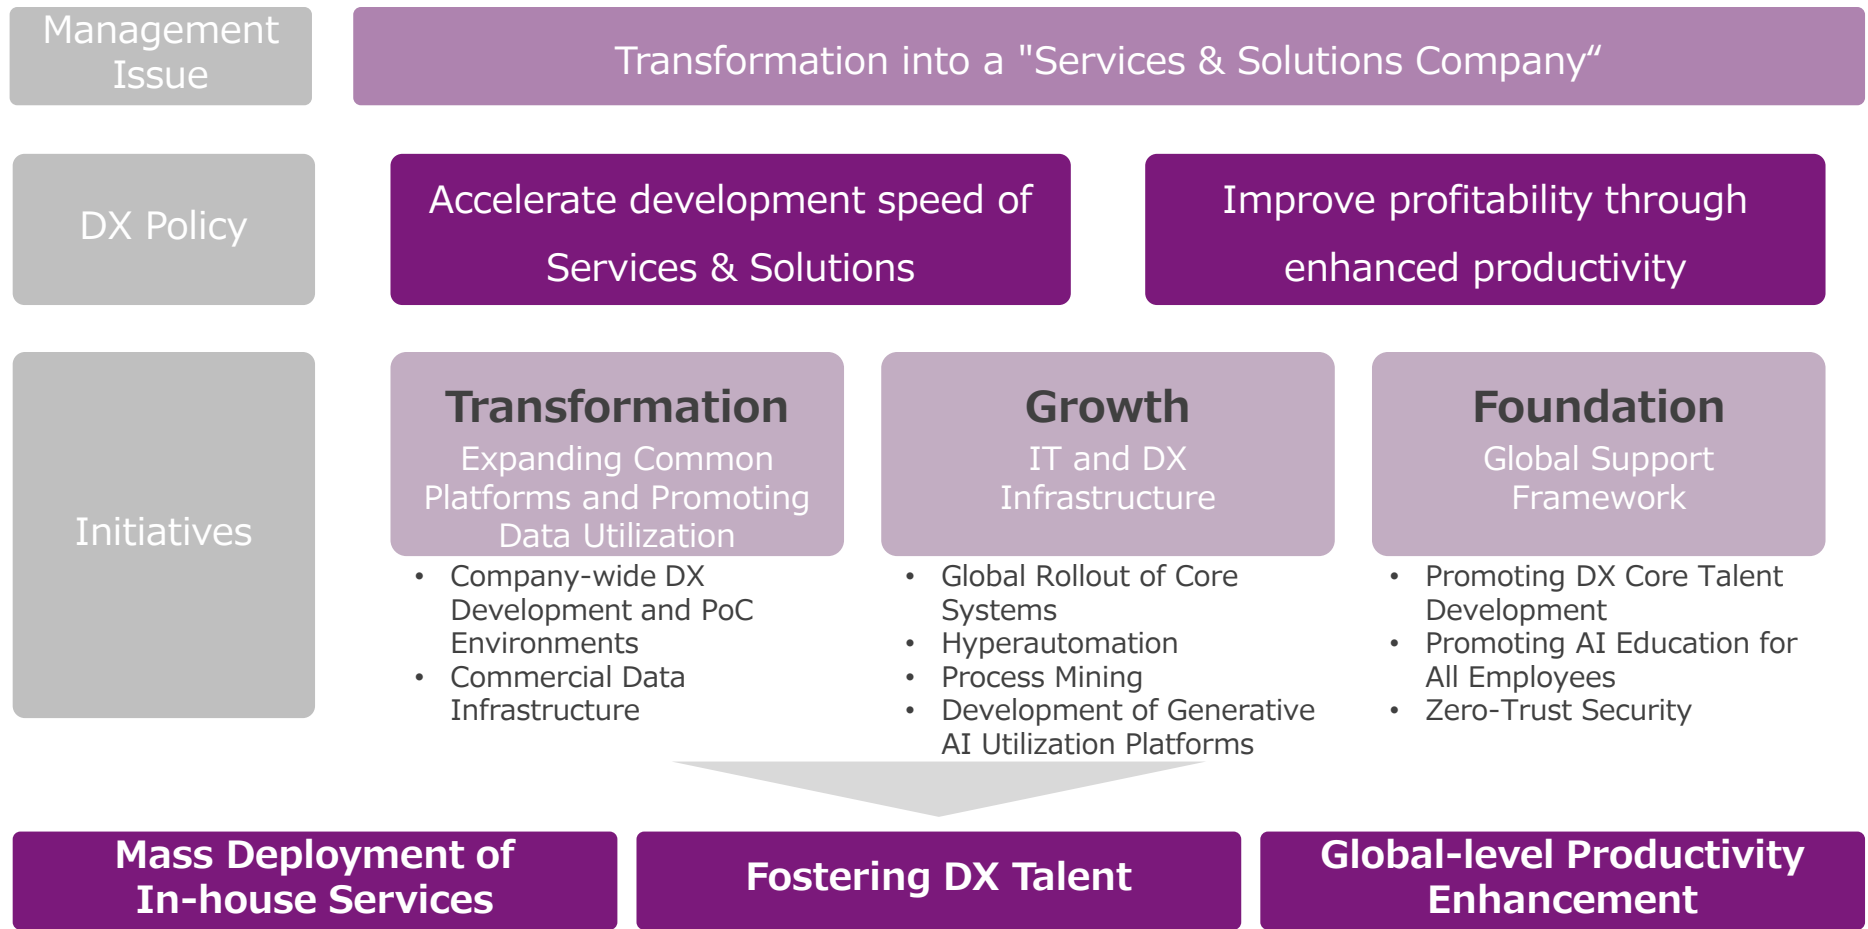 Management
Issue
Transformation into a "Services & Solutions Company“
DX Policy
Accelerate development speed of
Services & Solutions
Improve profitability through
enhanced productivity
Initiatives
Transformation
Expanding Common
Platforms and Promoting
Data Utilization
• Company-wide DX
Development and PoC
Environments
• Commercial Data
Infrastructure
Growth
IT and DX
Infrastructure
• Global Rollout of Core
Systems
• Hyperautomation
• Process Mining
• Development of Generative
AI Utilization Platforms
Foundation
Global Support
Framework
• Promoting DX Core Talent
Development
• Promoting AI Education for
All Employees
• Zero-Trust Security
Mass Deployment of
In-house Services
Fostering DX Talent
Global-level Productivity
Enhancement